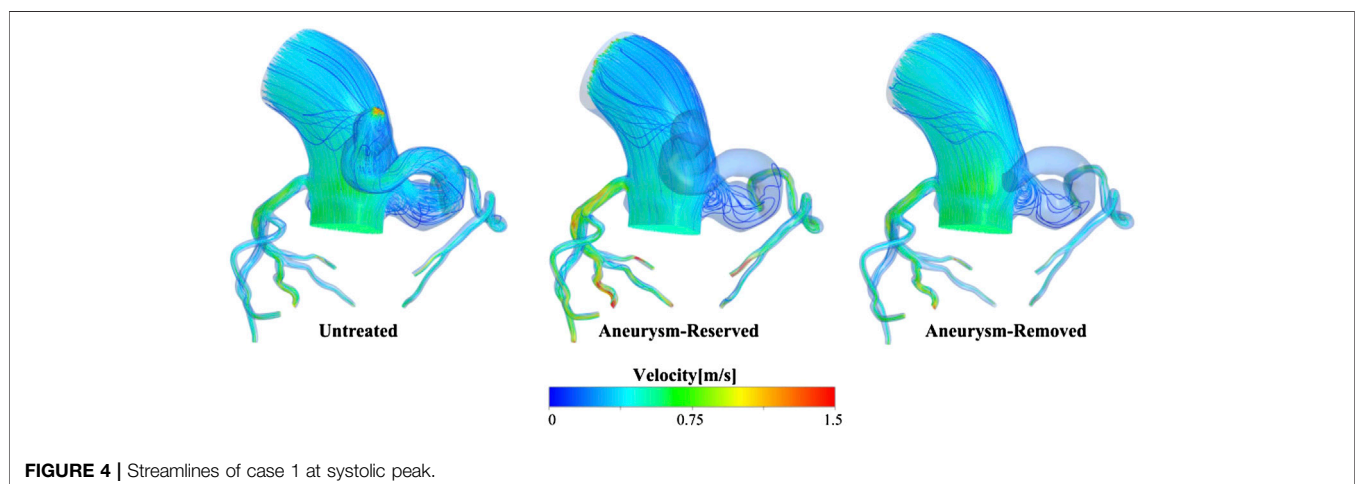 Untreated Aneurysm-Reserved Aneurysm-Removed
Velocity[m/s]
0 0.75 1.5
FIGURE 4 | Streamlines of case 1 at systolic peak.